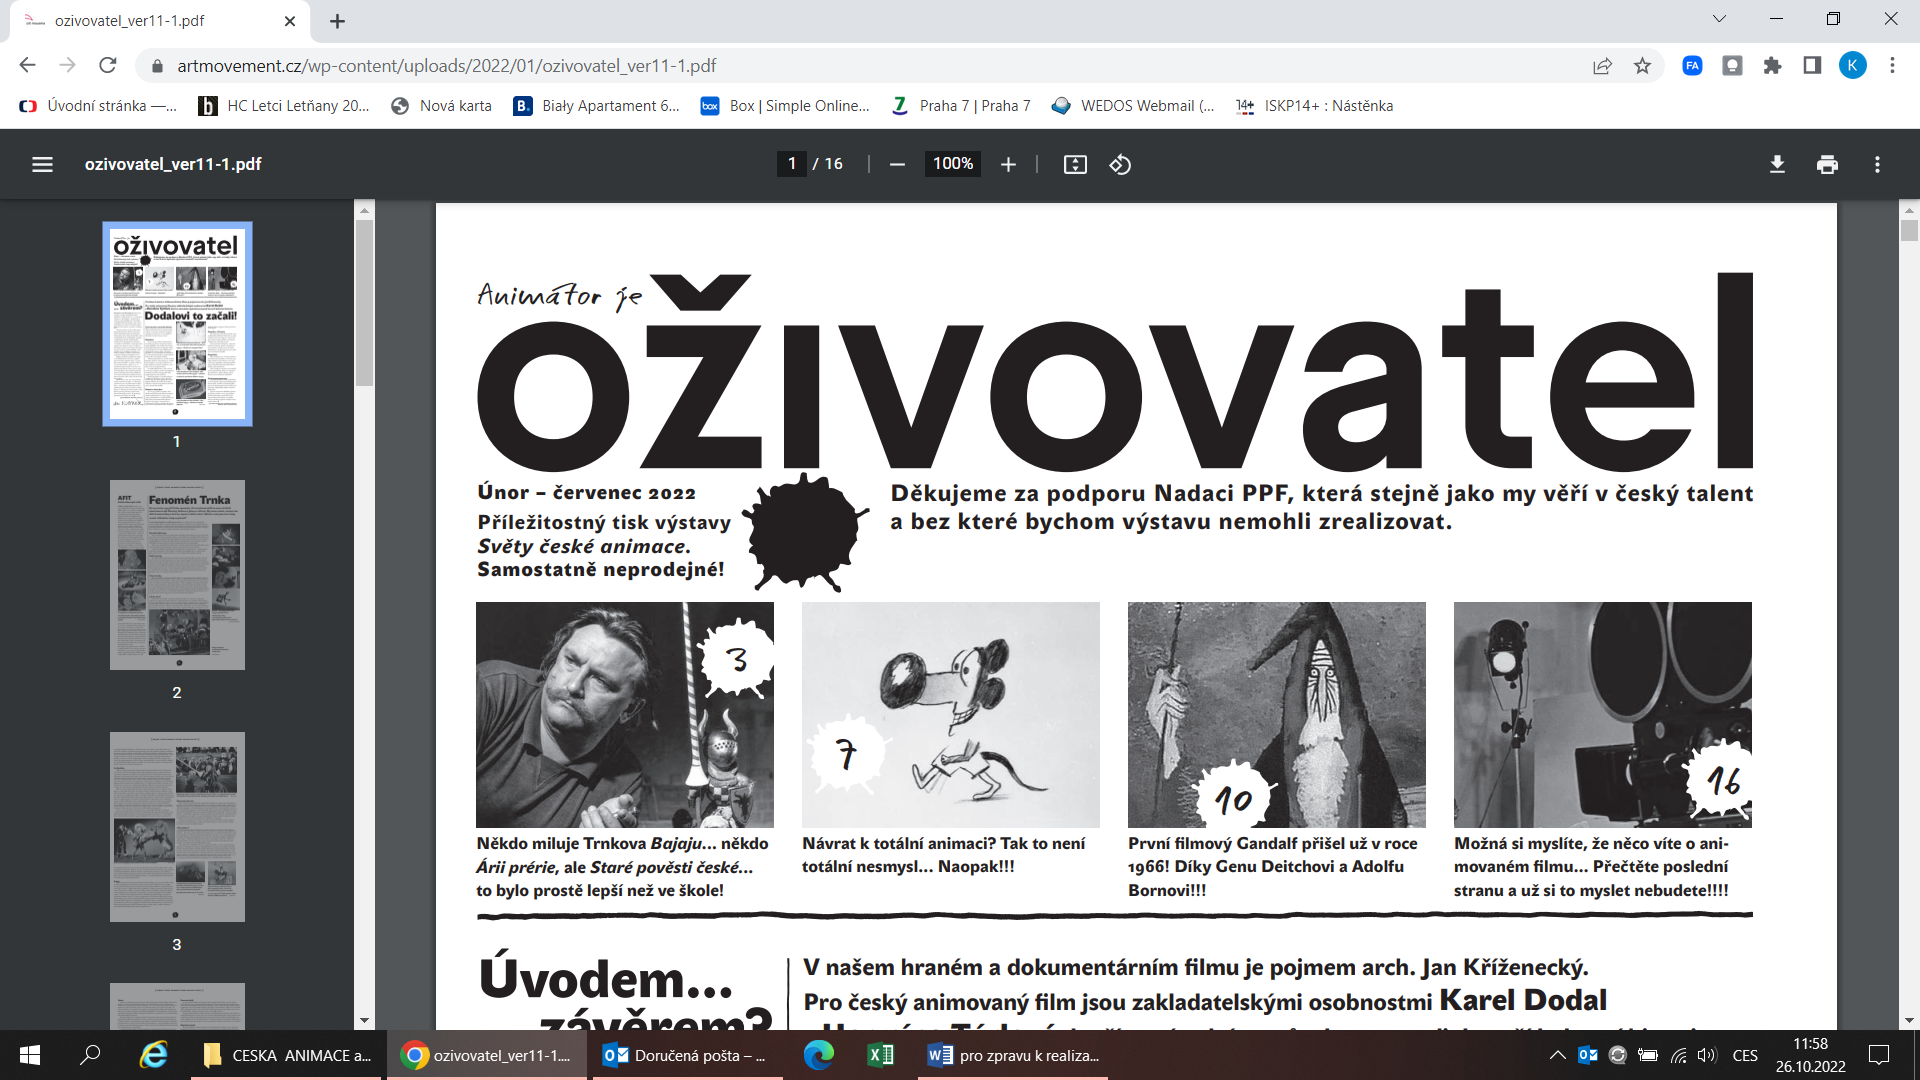 ozivovatel_ver11-1.pdf
artmovement.cz/wp-content/uploads/2022/01/ozivovatel_ver11-1.pdf
FA
K
Úvodní stránka —...
HC Letci Letňany 20...
Nová karta
B. Biały Apartament 6...
box Box | Simple Online...
7 Praha 7 | Praha 7
WEDOS Webmail (...
14+ ISKP14+ : Nástěnka
ozivovatel_ver11-1.pdf
1 / 16
100%
oživovatel
Úvodem...
závěrem?
Dodalovi to začali!
1
AFIT
Fenomén Trnka
2
3
Animátor je
oživovatel
Únor – červenec 2022
Příležitostný tisk výstavy
Světy české animace.
Samostatně neprodejné!
Děkujeme za podporu Nadaci PPF, která stejně jako my věří v český talent
a bez které bychom výstavu nemohli zrealizovat.
3
7
10
16
Někdo miluje Trnkova Bajaju... někdo
Árii prérie, ale Staré pověsti české...
to bylo prostě lepší než ve škole!
Návrat k totální animaci? Tak to není
totální nesmysl... Naopak!!!
První filmový Gandalf přišel už v roce
1966! Díky Genu Deitchovi a Adolfu
Bornovi!!!
Možná si myslíte, že něco víte o ani-
movaném filmu... Přečtěte poslední
stranu a už si to myslet nebudete!!!!
Úvodem...
závěrem?
V našem hraném a dokumentárním filmu je pojmem arch. Jan Kříženecký.
Pro český animovaný film jsou zakladatelskými osobnostmi Karel Dodal
CESKA ANIMACE a...
ozivovatel_ver11-1....
Doručená pošta – ...
pro zpravu k realiza...
CES
11:58
26.10.2022